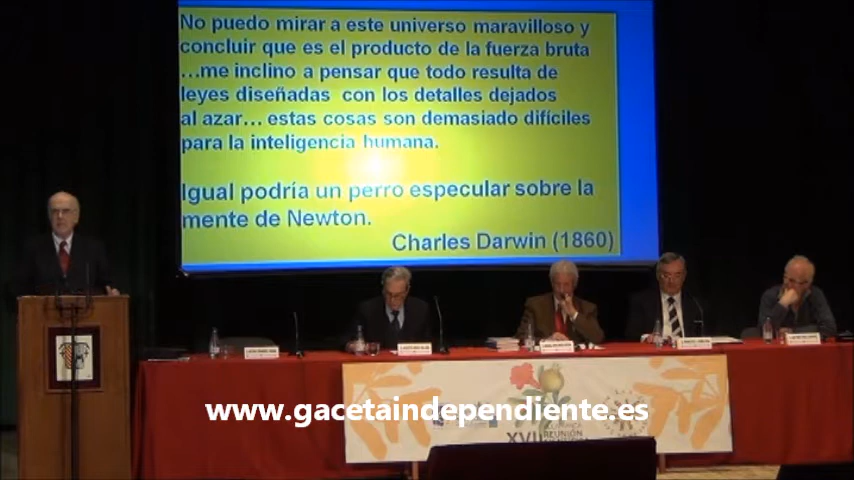 No puedo mirar a este universo maravilloso y
concluir que es el producto de la fuerza bruta
...me inclino a pensar que todo resulta de
leyes diseñadas con los detalles dejados
al azar... estas cosas son demasiado difíciles
para la inteligencia humana.
Igual podría un perro especular sobre la
mente de Newton.
Charles Darwin (1860)
www.gacetaindependiente.es
XVII
REUNIÓN